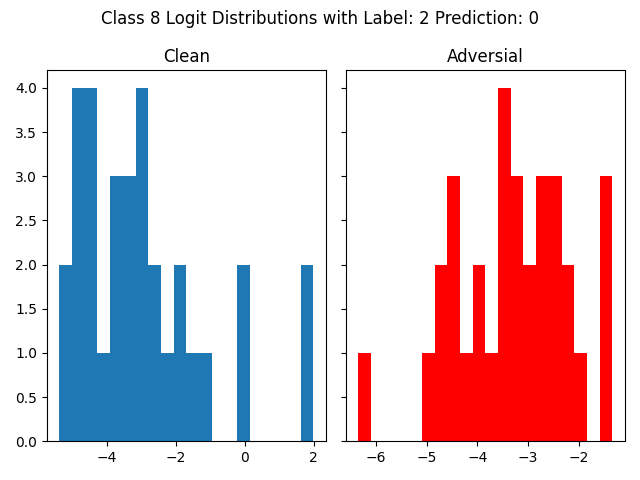 Class 8 Logit Distributions with Label: 2 Prediction: 0
Clean
Adversial
4.0
3.5
3.0
2.5
2.0
1.5
1.0
0.5
0.0
−4 −2 0 2
−6 −5 −4 −3 −2